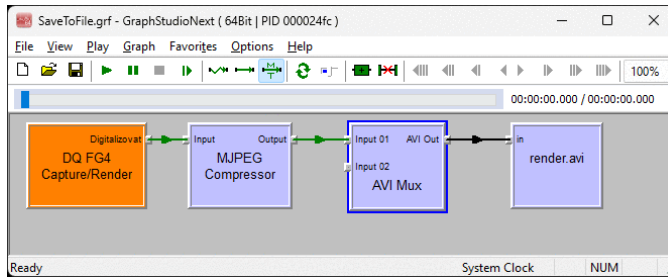 SaveToFile.grf - GraphStudioNext ( 64Bit | PID 000024fc )
File View Play Graph Favorites Options Help
100%
00:00:00.000 / 00:00:00.000
Digitalizovat
DQ FG4
Capture/Render
Input Output
MJPEG
Compressor
Input 01 AVI Out
Input 02
AVI Mux
in
render.avi
Ready System Clock NUM